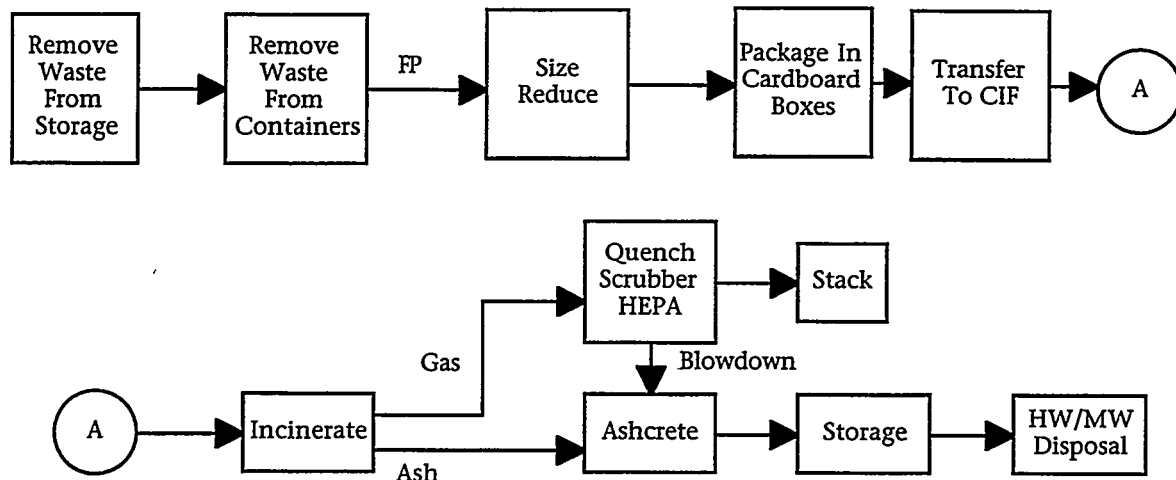 Remove
Waste
From
Storage
Remove
Waste
From
Containers
FP
Size
Reduce
Package In
Cardboard
Boxes
Transfer
To CIF
A
Quench
Scrubber
HEPA
Stack
Gas
Blowdown
A
Incinerate
Ashcrete
Storage
HW/MW
Disposal
Ash